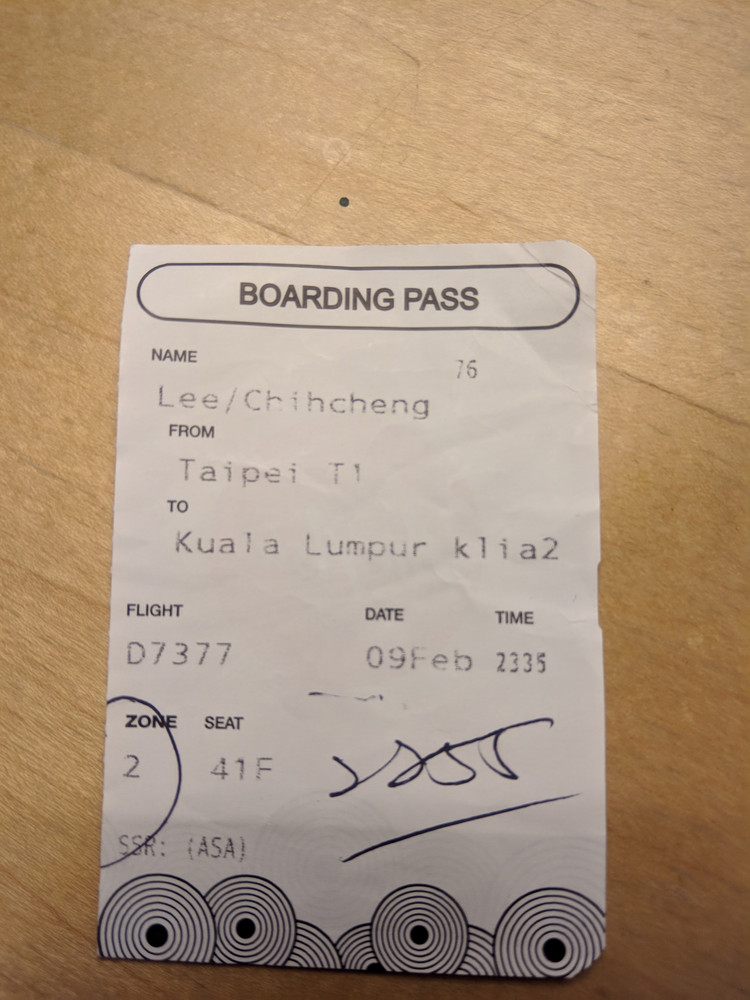 BOARDING PASS
NAME
76
Lee/Chihcheng
FROM
Taipei T1
TO
Kuala Lumpur klia2
FLIGHT DATE TIME
D7377 09Feb 2335
ZONE SEAT
2 41F
2255
SSR: (ASA)